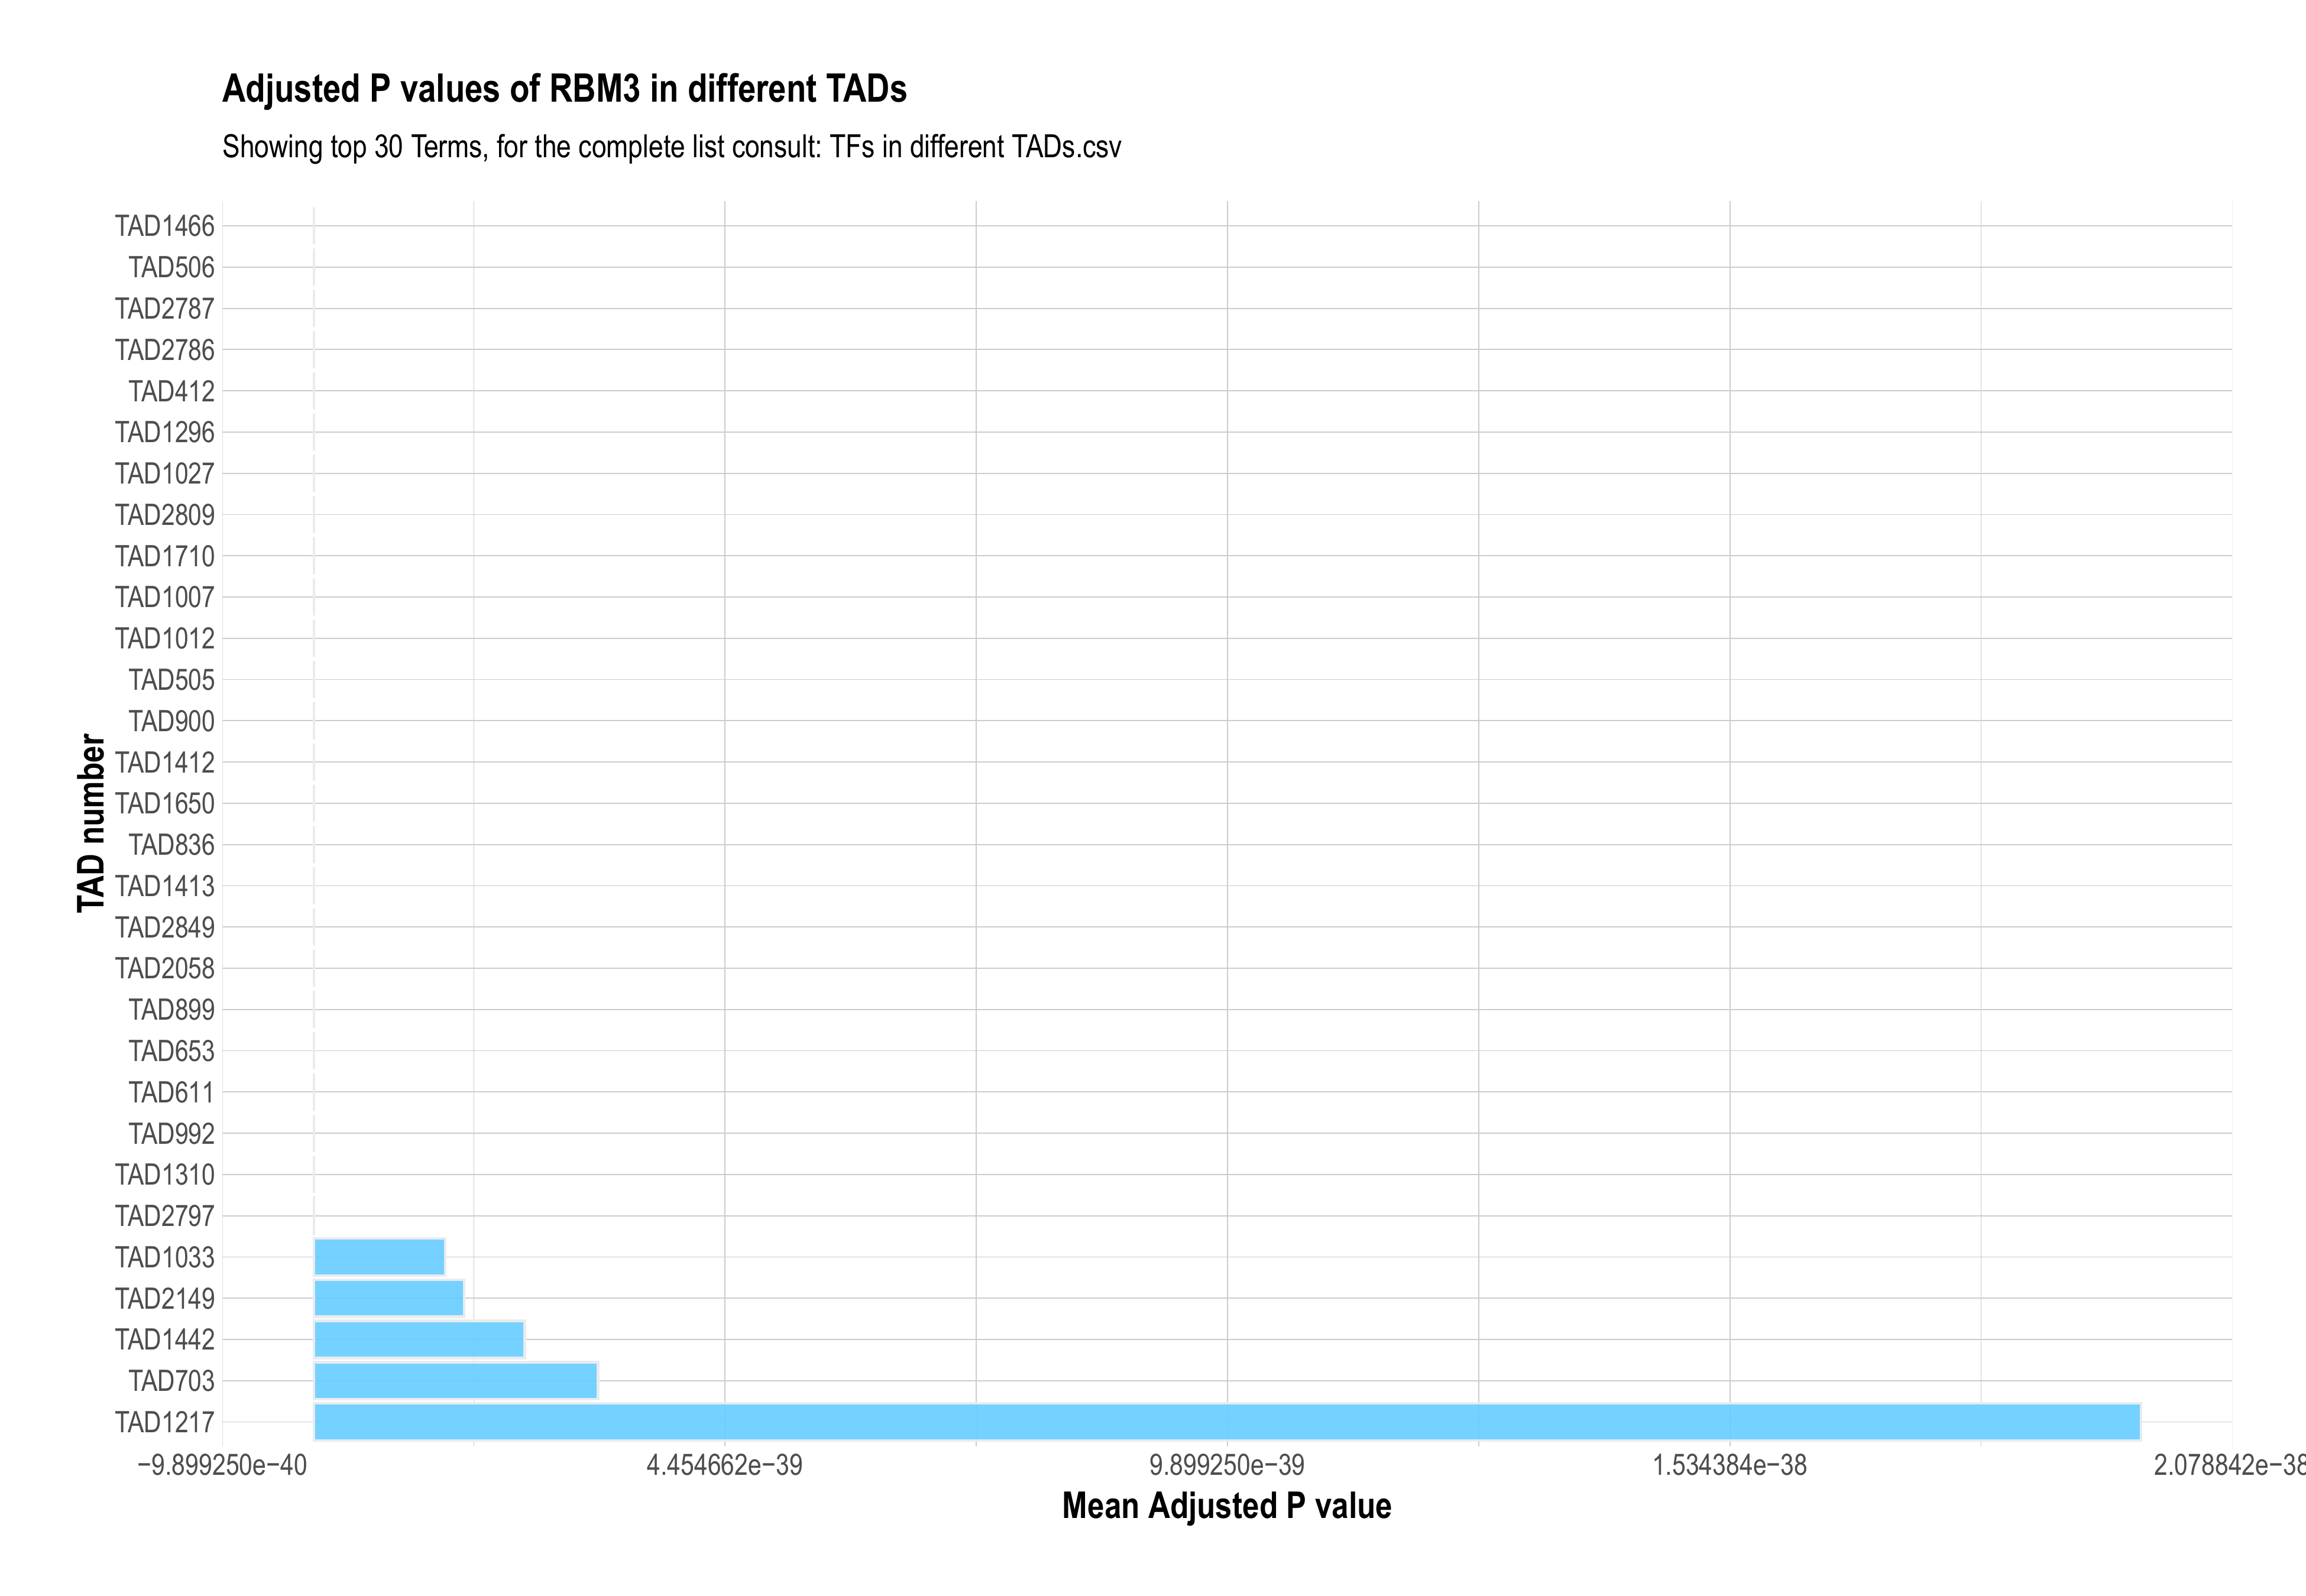 Adjusted P values of RBM3 in different TADs
Showing top 30 Terms, for the complete list consult: TFs in different TADs.csv
TAD number
TAD1466
TAD506
TAD2787
TAD2786
TAD412
TAD1296
TAD1027
TAD2809
TAD1710
TAD1007
TAD1012
TAD505
TAD900
TAD1412
TAD1650
TAD836
TAD1413
TAD2849
TAD2058
TAD899
TAD653
TAD611
TAD992
TAD1310
TAD2797
TAD1033
TAD2149
TAD1442
TAD703
TAD1217
−9.899250e−40 4.454662e−39 9.899250e−39 1.534384e−38 2.078842e−38
Mean Adjusted P value